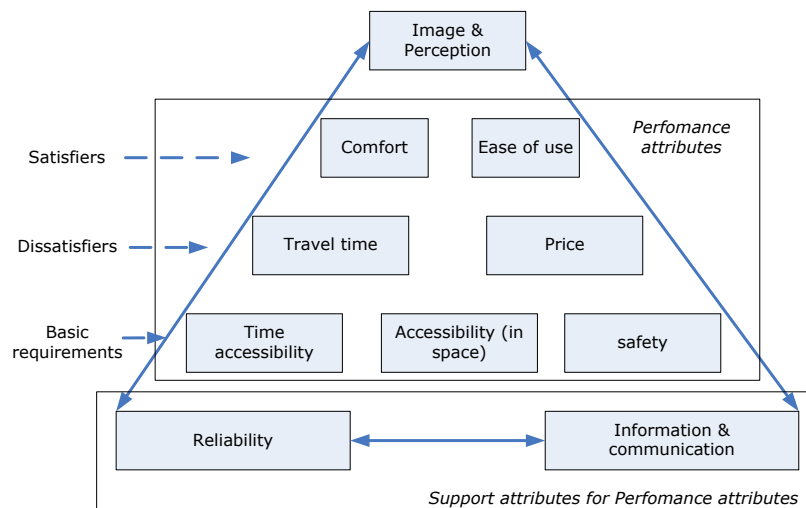 Image &
Perception
Perfomance
attributes
Satisfiers
Comfort
Ease of use
Dissatisfiers
Travel time
Price
Basic
requirements
Time
accessibility
Accessibility (in
space)
safety
Reliability
Information &
communication
Support attributes for Perfomance attributes